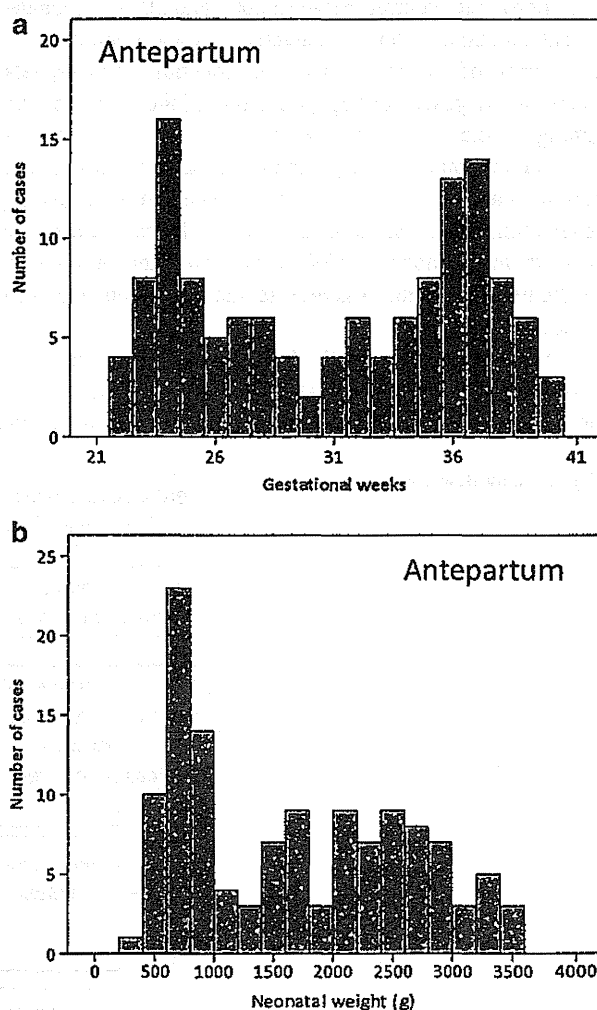 a
Antepartum
20
15
10
5
0
Number of cases
21 26 31 36 41
Gestational weeks
b
Antepartum
25
20
15
10
5
0
Number of cases
0 500 1000 1500 2000 2500 3000 3500 4000
Neonatal weight (g)